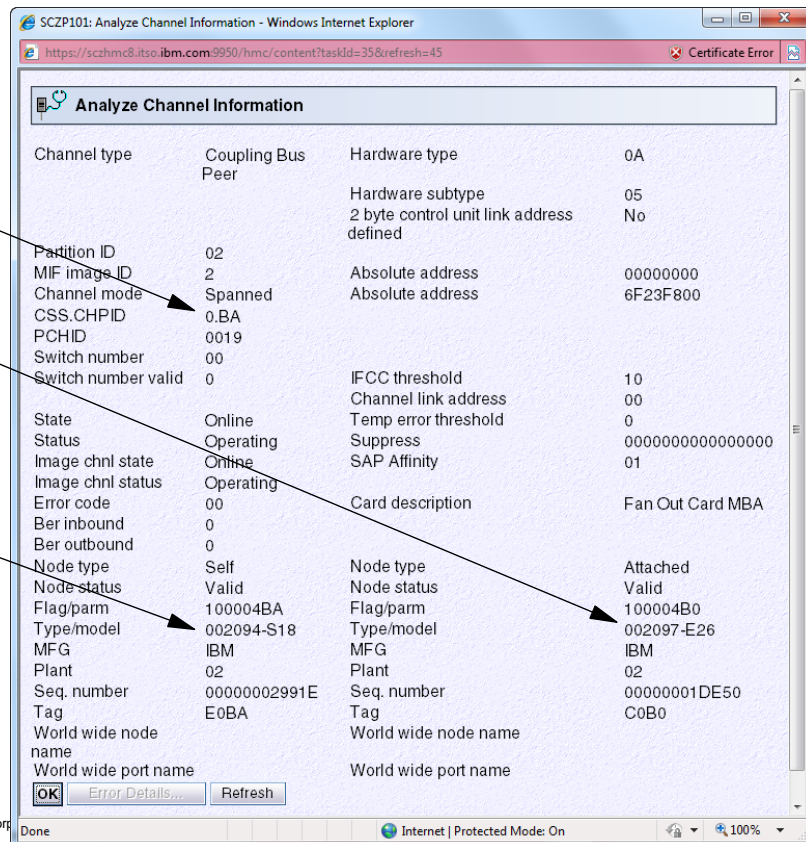 SCZP101: Analyze Channel Information - Windows Internet Explorer
https://sczhmc8.itso.ibm.com:9950/hmc/content?taskId=35&refresh=45 Certificate Error
Analyze Channel Information
Channel type Coupling Bus Peer Hardware type 0A
Hardware subtype 05
2 byte control unit link address defined No
Partition ID 02
MIF image ID 2 Absolute address 00000000
Channel mode Spanned Absolute address 6F23F800
CSS.CHPID 0.BA
PCHID 0019
Switch number 00
Switch number valid 0 IFCC threshold 10
Channel link address 00
State Online Temp error threshold 0
Status Operating Suppress 0000000000000000
Image chnl state Online SAP Affinity 01
Image chnl status Operating
Error code 00 Card description Fan Out Card MBA
Ber inbound 0
Ber outbound 0
Node type Self Node type Attached
Node status Valid Node status Valid
Flag/parm 100004BA Flag/parm 100004B0
Type/model 002094-S18 Type/model 002097-E26
MFG IBM MFG IBM
Plant 02 Plant 02
Seq. number 00000002991E Seq. number 00000001DE50
Tag E0BA Tag C0B0
World wide node name World wide node name
World wide port name World wide port name
OK Error Details... Refresh
Done Internet | Protected Mode: On 100%